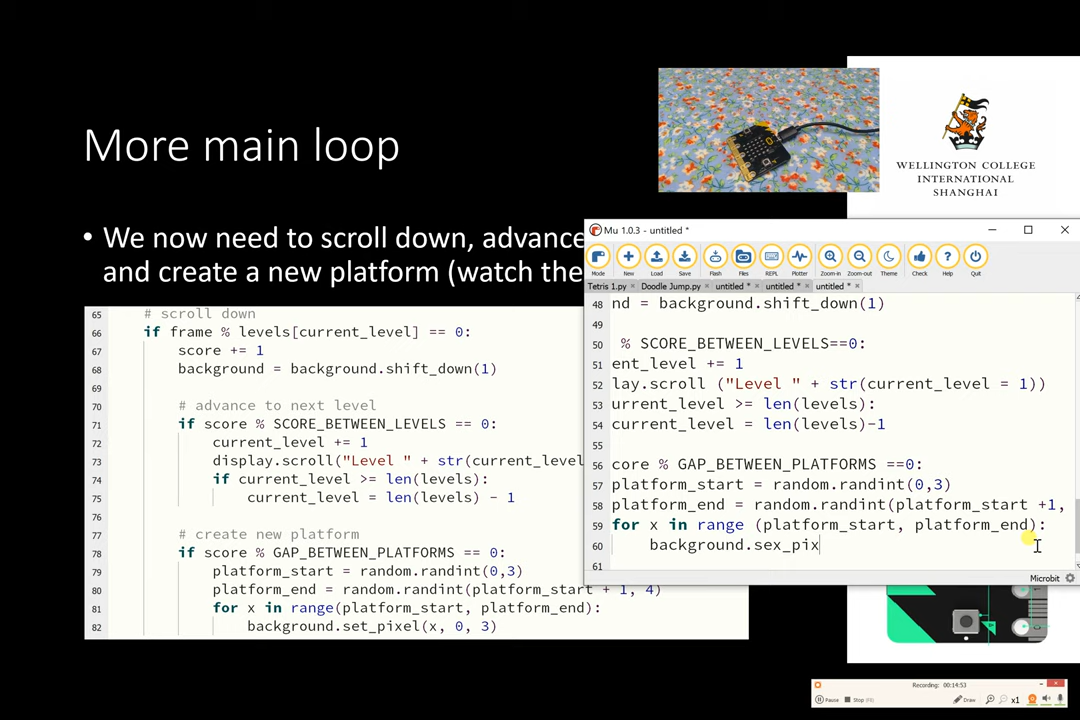 More main loop
WELLINGTON COLLEGE
INTERNATIONAL
SHANGHAI
• We now need to scroll down, advance
and create a new platform (watch the
65 # scroll down
66 if frame % levels[current_level] == 0:
67 score += 1
68 background = background.shift_down(1)
69
70 # advance to next level
71 if score % SCORE_BETWEEN_LEVELS == 0:
72 current_level += 1
73 display.scroll("Level " + str(current_level
74 if current_level >= len(levels):
75 current_level = len(levels) - 1
76
77 # create new platform
78 if score % GAP_BETWEEN_PLATFORMS == 0:
79 platform_start = random.randint(0,3)
80 platform_end = random.randint(platform_start + 1, 4)
81 for x in range(platform_start, platform_end):
82 background.set_pixel(x, 0, 3)
Mu 1.0.3 - untitled *
Mode New Load Save Flash Files REPL Plotter Zoom-in Zoom-out Theme Check Help Quit
Tetris 1.py × Doodle Jump.py × untitled * × untitled * × untitled * ×
48 nd = background.shift_down(1)
49
50 % SCORE_BETWEEN_LEVELS==0:
51 ent_level += 1
52 lay.scroll ("Level " + str(current_level = 1))
53 urrent_level >= len(levels):
54 current_level = len(levels)-1
55
56 core % GAP_BETWEEN_PLATFORMS ==0:
57 platform_start = random.randint(0,3)
58 platform_end = random.randint(platform_start +1,
59 for x in range (platform_start, platform_end):
60 background.sex_pix
61
Microbit
Recording: 00:14:53
Pause Stop (F9) Draw x1